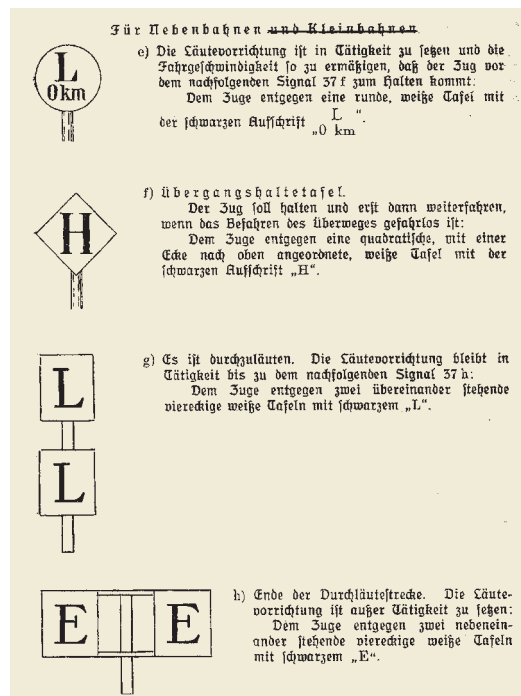 Für Nebenbahnen und Kleinbahnen
L
0 km
e) Die Läutevorrichtung ist in Tätigkeit zu setzen und die
Fahrgeschwindigkeit so zu ermäßigen, daß der Zug vor
dem nachfolgenden Signal 37 f zum Halten kommt:
Dem Zuge entgegen eine runde, weiße Tafel mit
der schwarzen Aufschrift „ L
0 km “.
H
f) Übergangshaltetafel.
Der Zug soll halten und erst dann weiterfahren,
wenn das Befahren des Überweges gefahrlos ist:
Dem Zuge entgegen eine quadratische, mit einer
Ecke nach oben angeordnete, weiße Tafel mit der
schwarzen Aufschrift „H“.
L
L
g) Es ist durchzuläuten. Die Läutevorrichtung bleibt in
Tätigkeit bis zu dem nachfolgenden Signal 37 h:
Dem Zuge entgegen zwei übereinander stehende
viereckige weiße Tafeln mit schwarzem „L“.
E E
h) Ende der Durchläutestrecke. Die Läute-
vorrichtung ist außer Tätigkeit zu setzen:
Dem Zuge entgegen zwei nebenein-
ander stehende viereckige weiße Tafeln
mit schwarzem „E“.